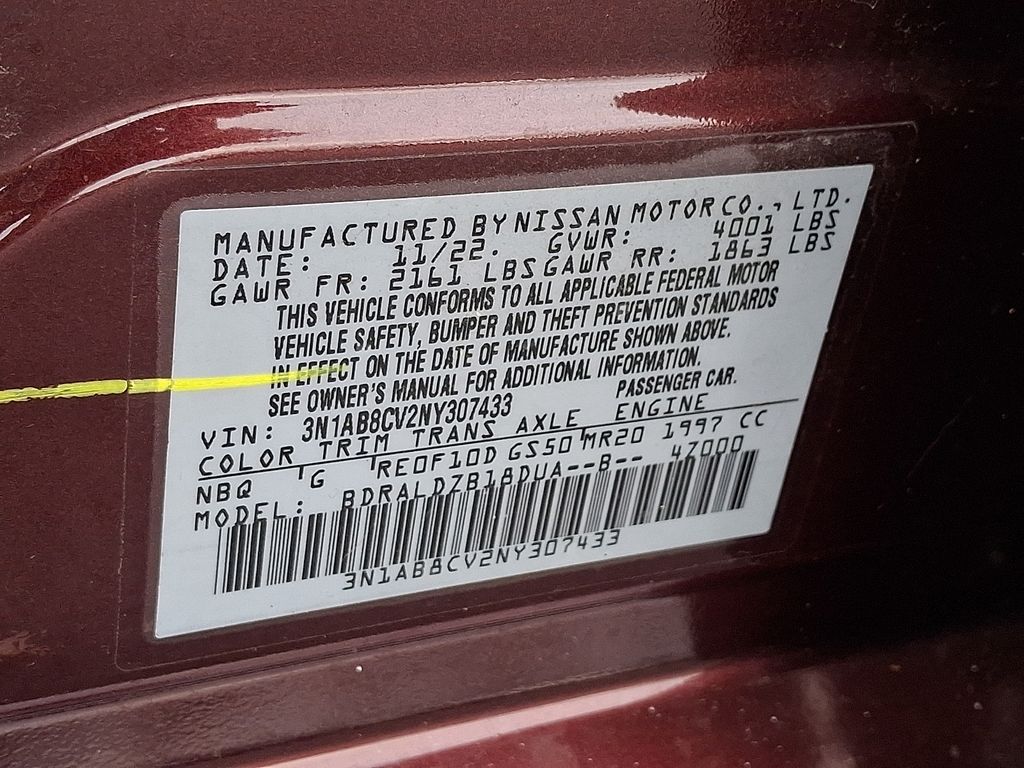 MANUFACTURED BY NISSAN MOTOR CO., LTD.
DATE: 11/22. GVWR: 4001 LBS
GAWR FR: 2161 LBS GAWR RR: 1863 LBS
THIS VEHICLE CONFORMS TO ALL APPLICABLE FEDERAL MOTOR
VEHICLE SAFETY, BUMPER AND THEFT PREVENTION STANDARDS
IN EFFECT ON THE DATE OF MANUFACTURE SHOWN ABOVE.
SEE OWNER'S MANUAL FOR ADDITIONAL INFORMATION.
VIN: 3N1AB8CV2NY307433 PASSENGER CAR.
COLOR TRIM TRANS AXLE ENGINE
NBQ G RE0F10D GS50 MR20 1997 CC
MODEL: BDRALDZB18DUA--B-- 47000
3N1AB8CV2NY307433